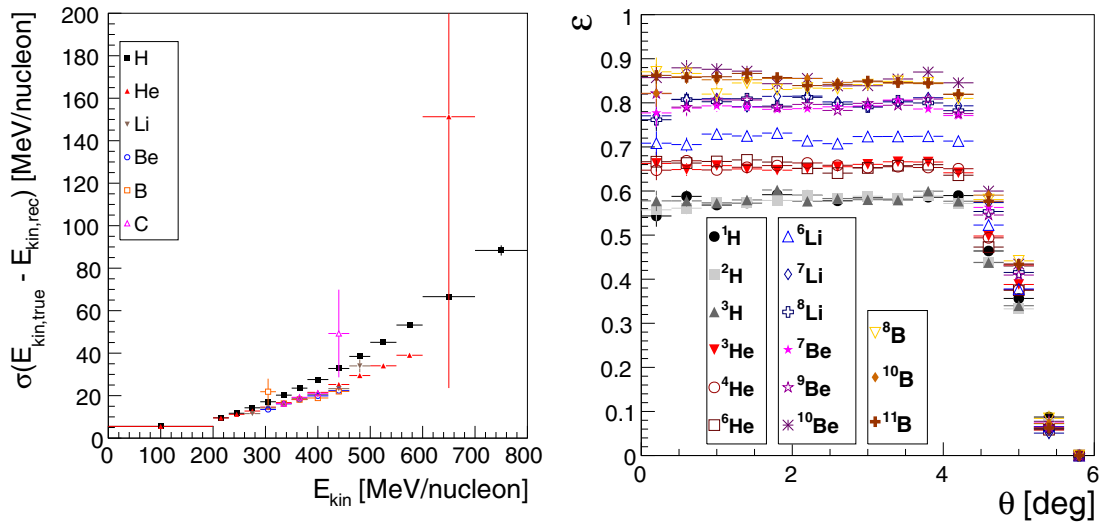 σ(E_kin,true - E_kin,rec) [MeV/nucleon]
200
180
160
140
120
100
80
60
40
20
0
H
He
Li
Be
B
C
0 100 200 300 400 500 600 700 800
E_kin [MeV/nucleon]
ε
1
0.9
0.8
0.7
0.6
0.5
0.4
0.3
0.2
0.1
0
¹H
²H
³H
³He
⁴He
⁶He
⁶Li
⁷Li
⁸Li
⁷Be
⁹Be
¹⁰Be
⁸B
¹⁰B
¹¹B
0 2 4 6
θ [deg]